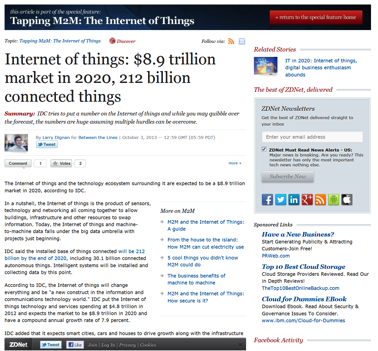 this article is part of the special feature:
Tapping M2M: The Internet of Things
» return to the special feature home
Topic: Tapping M2M: The Internet of Things
Discover
Follow via:
Internet of things: $8.9 trillion
market in 2020, 212 billion
connected things
Summary: IDC tries to put a number on the Internet of things and while you may quibble over
the forecast, the numbers are huge assuming multiple hurdles can be overcome.
By Larry Dignan for Between the Lines | October 3, 2013 -- 12:59 GMT (05:59 PDT)
Tweet
Comment 1
Votes 2
more +
The Internet of things and the technology ecosystem surrounding it are expected to be a $8.9 trillion
market in 2020, according to IDC.
In a nutshell, the Internet of things is the product of sensors,
technology and networking all coming together to allow
buildings, infrastructure and other resources to swap
information. Today, the Internet of things and machine-
to-machine data falls under the big data umbrella with
projects just beginning.
IDC said the installed base of connected will be 212
billion by the end of 2020, including 30.1 billion connected
autonomous things. Intelligent systems will be installed and
collecting data by this point.
According to IDC, the Internet of things will change
everything and be "a new construct in the information and
communications technology world." IDC put the Internet of
things technology and services spending at $4.8 trillion in
2012 and expects the market to be $8.9 trillion in 2020 and
have a compound annual growth rate of 7.9 percent.
IDC added that it expects smart cities, cars and houses to drive growth along with the infrastructure
More on M2M
M2M and the Internet of Things:
A guide
From the house to the island:
How M2M can cut electricity use
5 cool things you didn't know
M2M could do
The business benefits of
machine to machine
M2M and the Internet of Things:
How secure is it?
ZDNet
Tweet
Like
Join | Log In | Privacy | Cookies
Related Stories
IT in 2020: Internet of things,
digital business enthusiasm
abounds
The best of ZDNet, delivered
ZDNet Newsletters
Get the best of ZDNet delivered straight to
your inbox
Enter your email address
ZDNet Must Read News Alerts - US:
Major news is breaking. Are you ready? This
newsletter has only the most important
tech news nothing else.
Subscribe Now
Sponsored Links
Have a New Business?
Start Generating Publicity & Attracting
Customers-Join Free!
PRWeb.com
Top 10 Best Cloud Storage
Cloud Storage Providers Reviewed. Read Our
in Depth Reviews!
TheTop10BestOnlineBackup.com
Cloud for Dummies EBook
Download Free eBook. Read About Security
& Governance Issues To Consider.
www.ibm.com/Cloud-for-Dummies
Facebook Activity